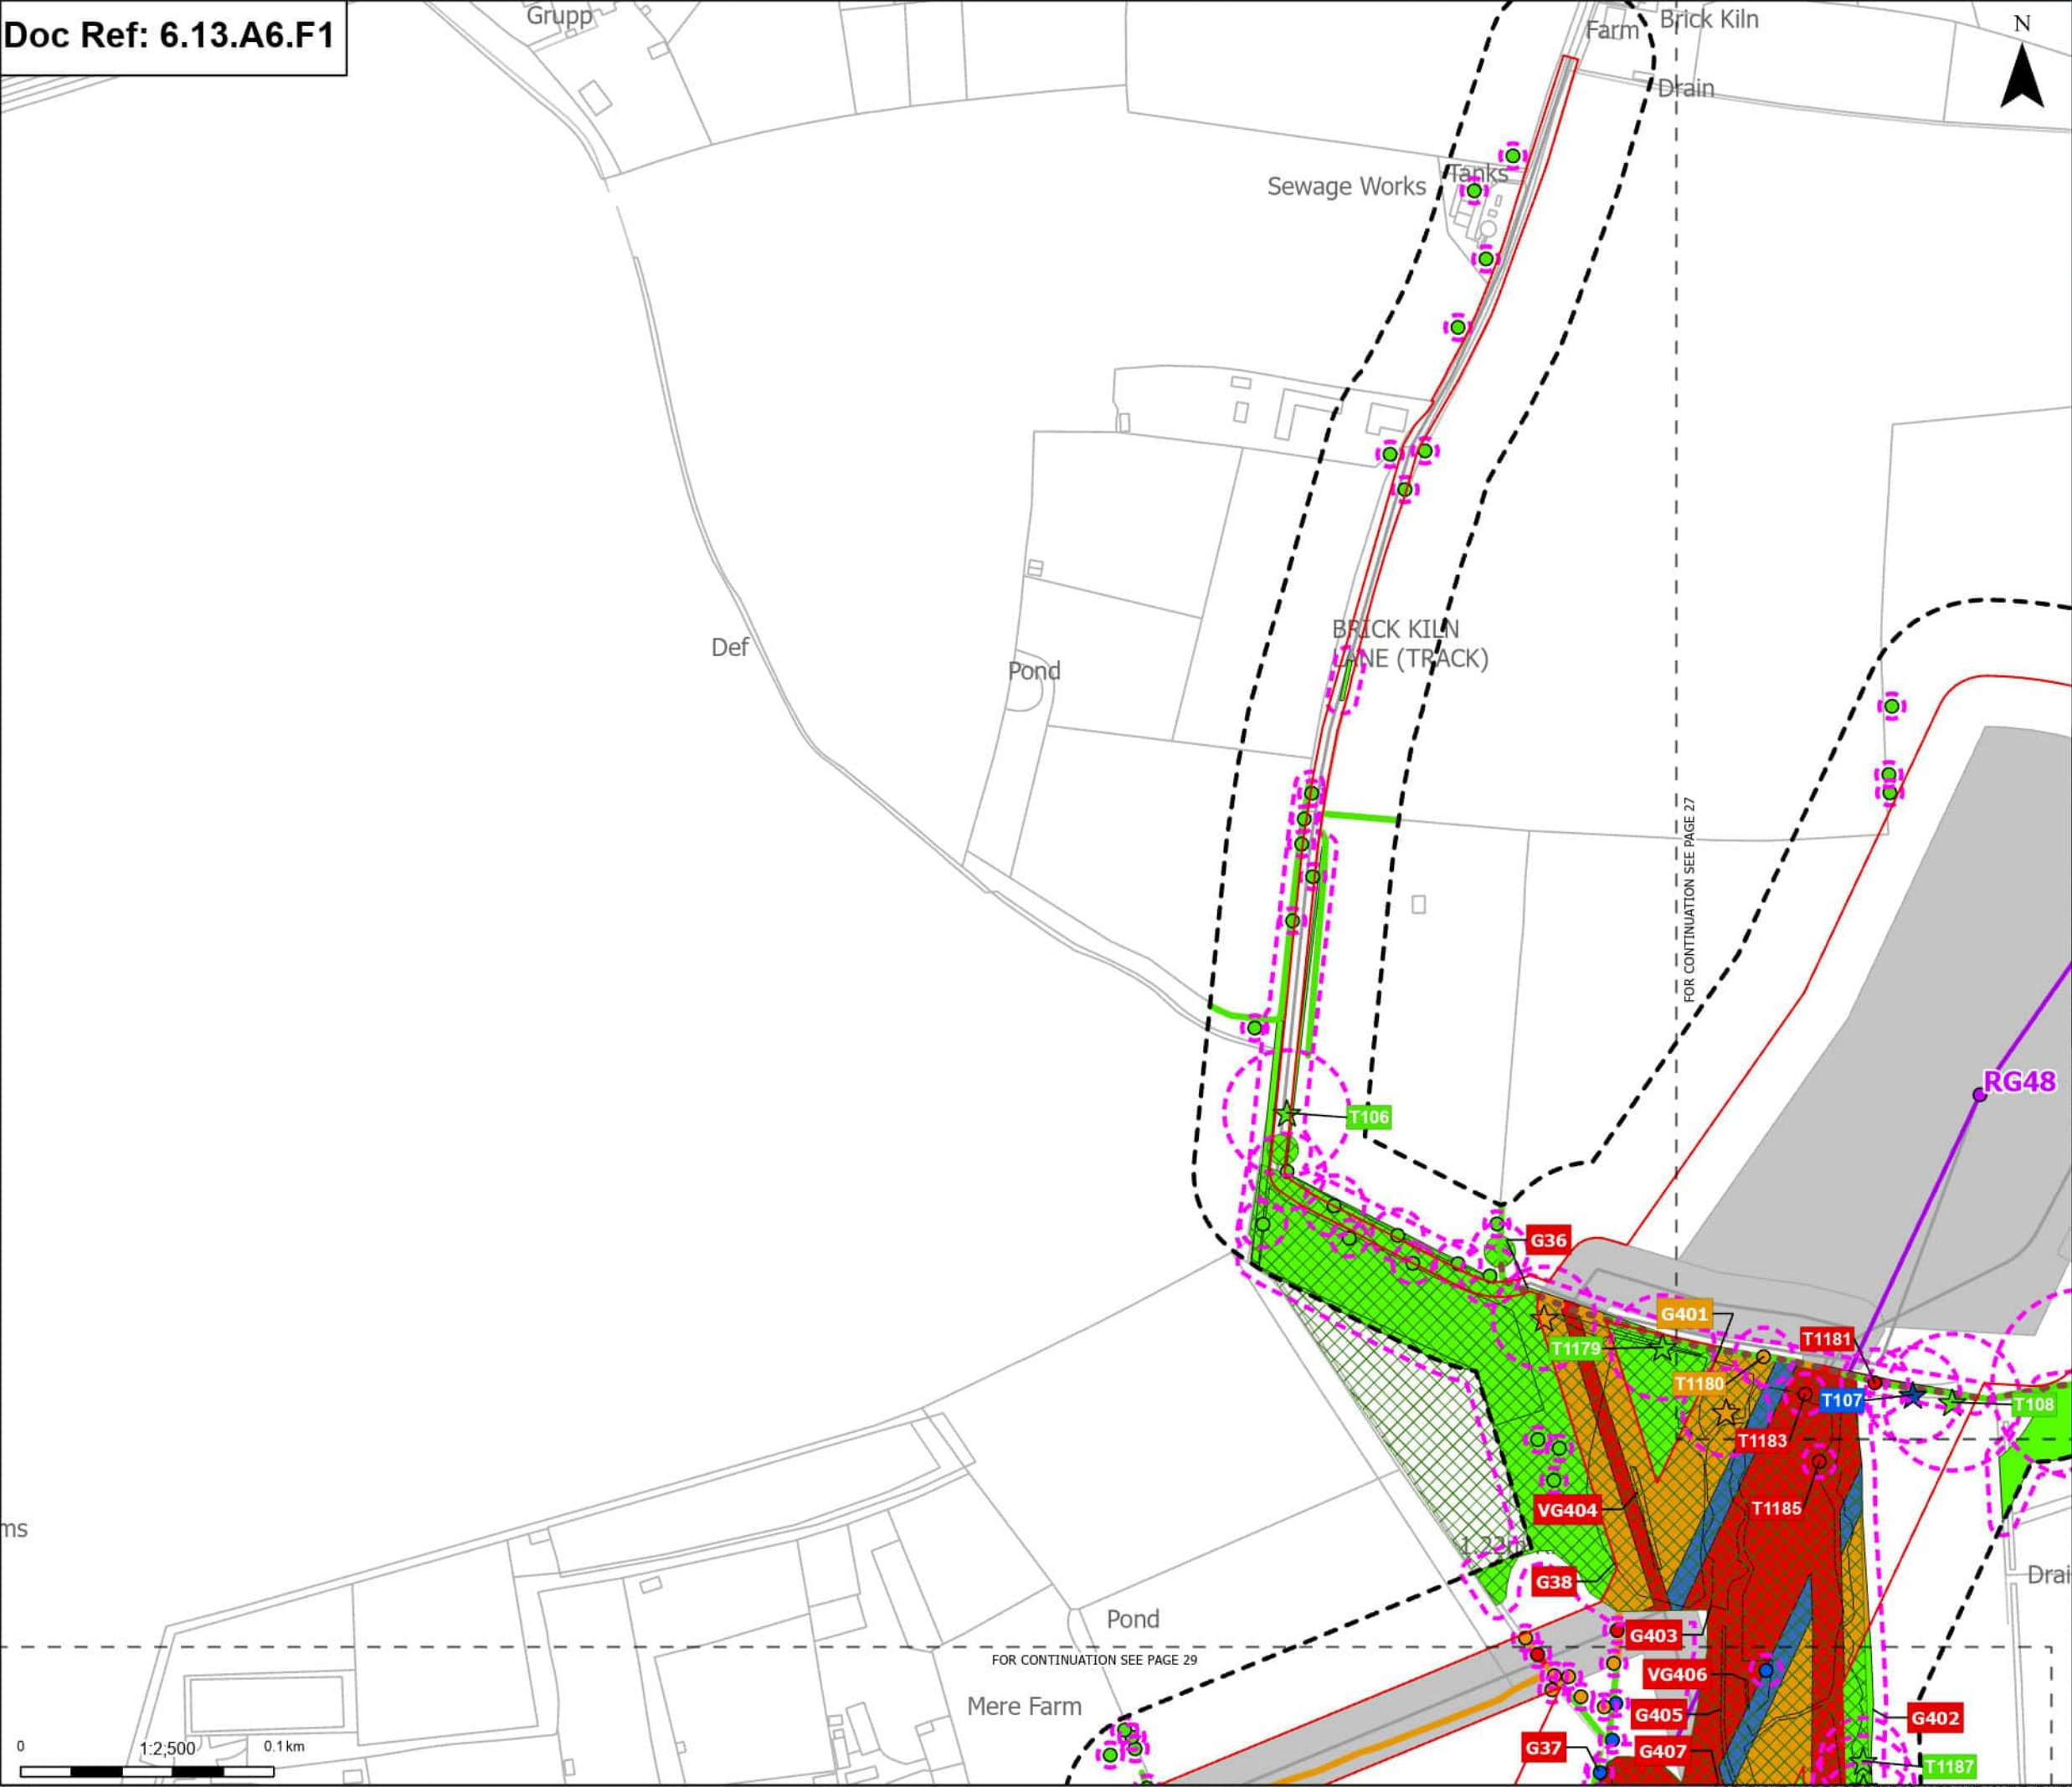 Doc Ref: 6.13.A6.F1
Grupp
Farm
Brick Kiln
N
Drain
Tanks
Sewage Works
BRICK KILN
LANE (TRACK)
Def
Pond
FOR CONTINUATION SEE PAGE 27
RG48
T106
G36
G401
T1181
T1179
T1180
T107
T108
T1183
T1185
VG404
ms
G38
Drai
Pond
G403
FOR CONTINUATION SEE PAGE 29
VG406
Mere Farm
G405
G402
G37
G407
T1187
0
1:2,500
0.1 km